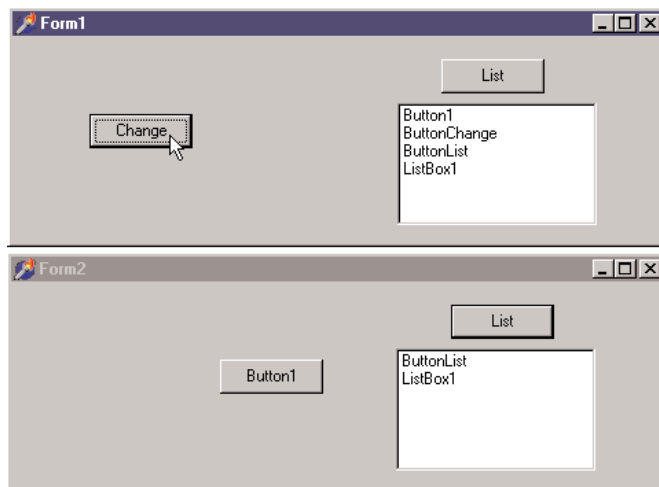 Form1
List
Change
Button1
ButtonChange
ButtonList
ListBox1
Form2
List
Button1
ButtonList
ListBox1